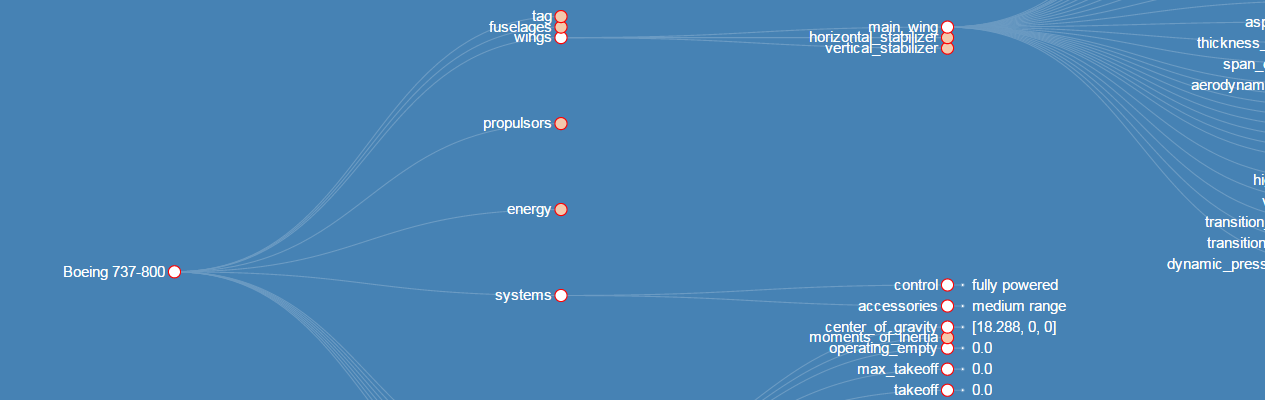 tag
fuselages
wings
main_wing
horizontal_stabilizer
vertical_stabilizer
asp
thickness_
span_
aerodynam
propulsors
hi
energy
transition_
transition
dynamic_press
Boeing 737-800
systems
control fully powered
accessories medium range
center_of_gravity [18.288, 0, 0]
moments_of_inertia
operating_empty 0.0
max_takeoff 0.0
takeoff 0.0